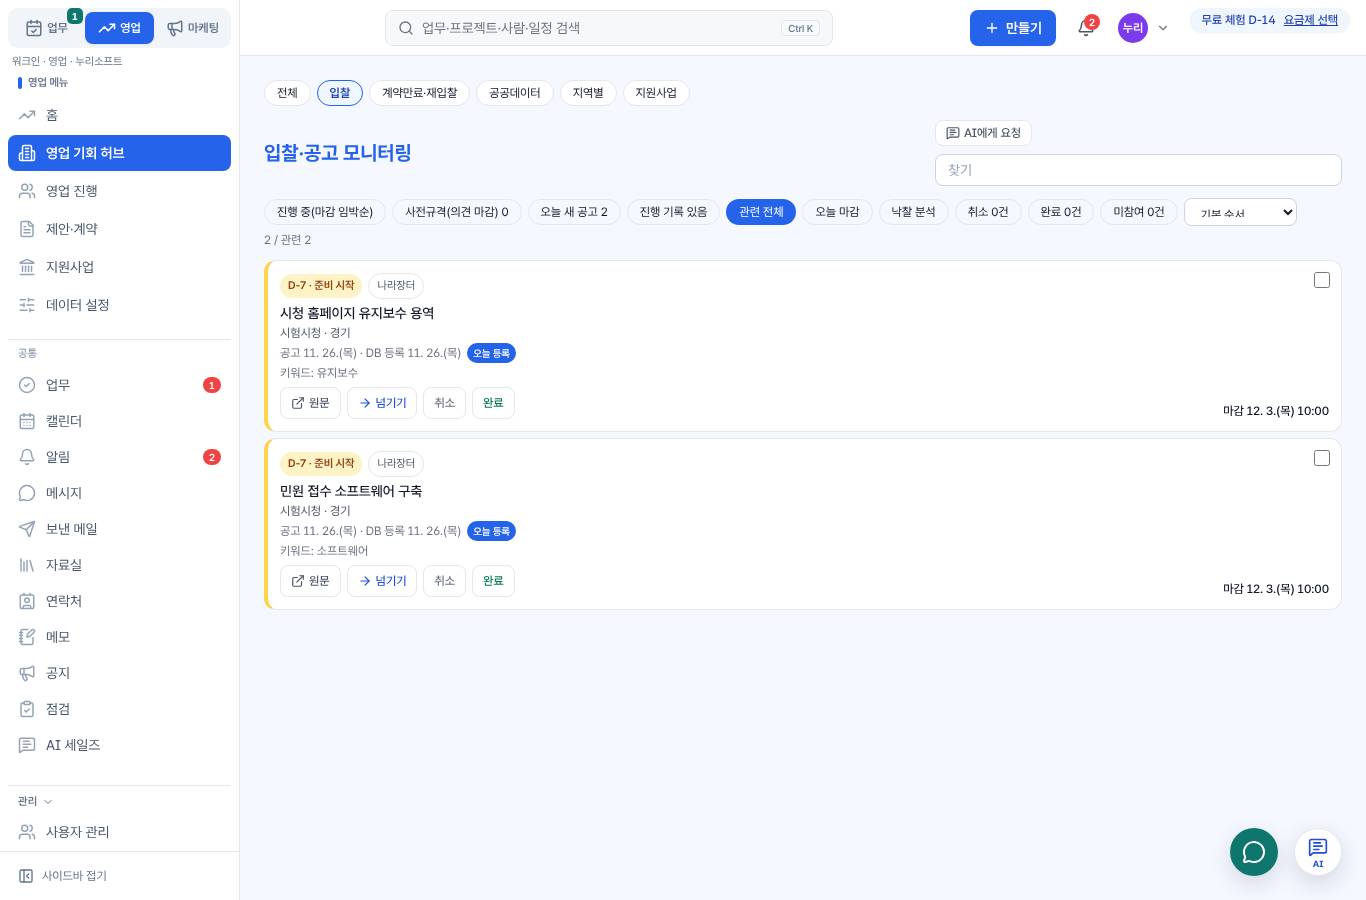 업무 1 영업 마케팅
워크인 · 영업 · 누리소프트
영업 메뉴
홈
영업 기회 허브
영업 진행
제안·계약
지원사업
데이터 설정
공통
업무 1
캘린더
알림 2
메시지
보낸 메일
자료실
연락처
메모
공지
점검
AI 세일즈
관리
사용자 관리
사이드바 접기
업무·프로젝트·사람·일정 검색 Ctrl K
만들기
2
누리
무료 체험 D-14 요금제 선택
전체 입찰 계약만료·재입찰 공공데이터 지역별 지원사업
입찰·공고 모니터링
AI에게 요청
찾기
진행 중(마감 임박순) 사전규격(의견 마감) 0 오늘 새 공고 2 진행 기록 있음 관련 전체 오늘 마감 낙찰 분석 취소 0건 완료 0건 미참여 0건 기본 순서
2 / 관련 2
D-7 · 준비 시작 나라장터
시청 홈페이지 유지보수 용역
시험시청 · 경기
공고 11. 26.(목) · DB 등록 11. 26.(목) 오늘 등록
키워드: 유지보수
원문 넘기기 취소 완료
마감 12. 3.(목) 10:00
D-7 · 준비 시작 나라장터
민원 접수 소프트웨어 구축
시험시청 · 경기
공고 11. 26.(목) · DB 등록 11. 26.(목) 오늘 등록
키워드: 소프트웨어
원문 넘기기 취소 완료
마감 12. 3.(목) 10:00
AI